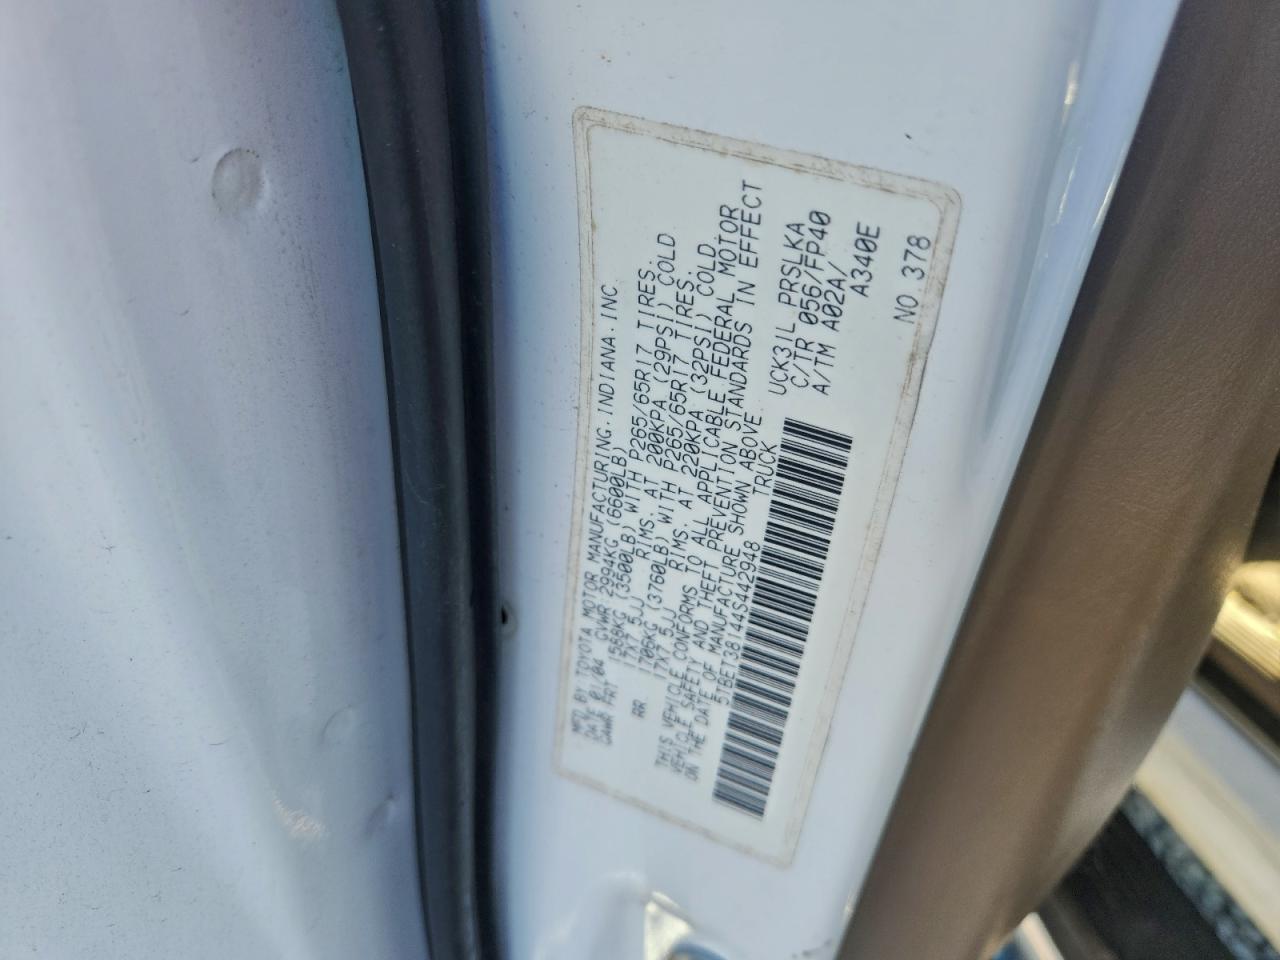 MFD BY TOYOTA MOTOR MANUFACTURING. INDIANA. INC.
DATE 01/04 GVWR 2994KG (6600LB)
GAWR FRT 1588KG (3500LB) WITH P265/65R17 TIRES.
17X7.5JJ RIMS. AT 200KPA (29PSI) COLD
RR 1706KG (3760LB) WITH P265/65R17 TIRES.
17X7.5JJ RIMS. AT 220KPA (32PSI) COLD
THIS VEHICLE CONFORMS TO ALL APPLICABLE FEDERAL MOTOR
VEHICLE SAFETY AND THEFT PREVENTION STANDARDS IN EFFECT
ON THE DATE OF MANUFACTURE SHOWN ABOVE
5TBET38144S442948 TRUCK
UCK31L PRSLKA
C/TR 056/FP40
A/TM A02A/
A340E
NO. 378